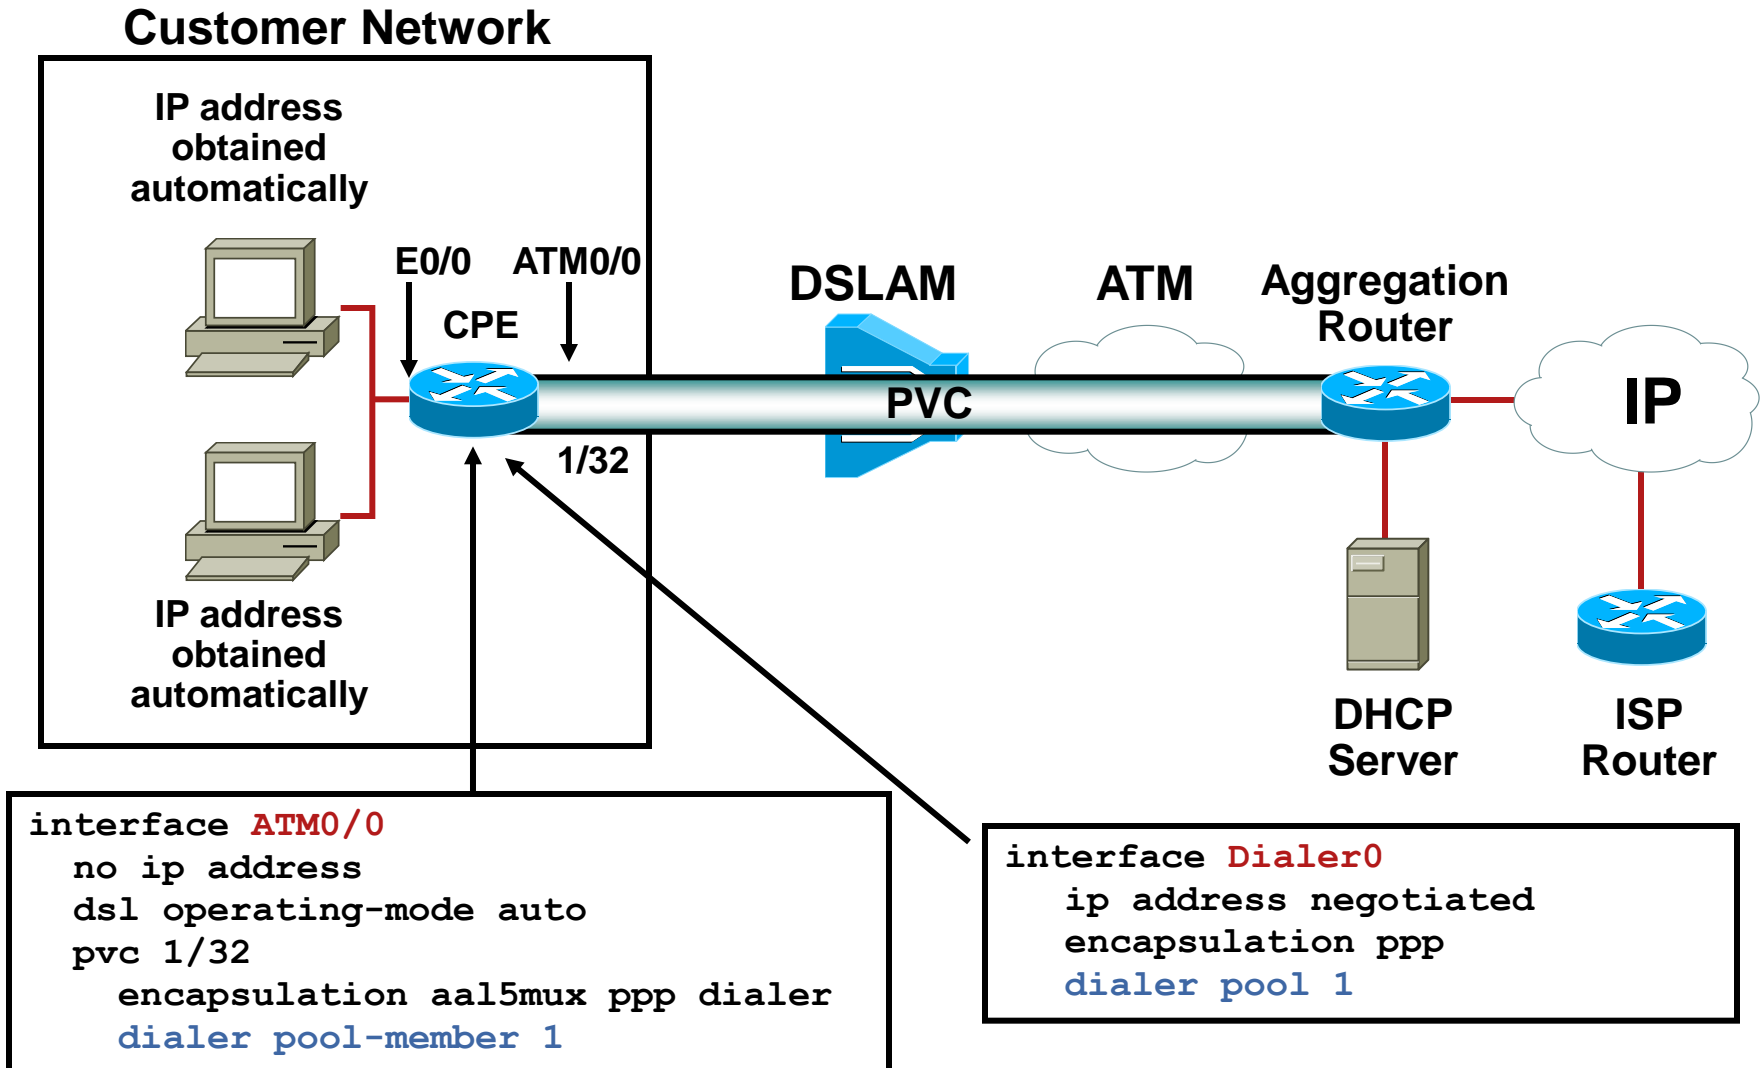 Customer Network
IP address
obtained
automatically
E0/0
ATM0/0
CPE
DSLAM
ATM
Aggregation
Router
PVC
IP
1/32
IP address
obtained
automatically
DHCP
Server
ISP
Router
interface ATM0/0
no ip address
dsl operating-mode auto
pvc 1/32
encapsulation aal5mux ppp dialer
dialer pool-member 1
interface Dialer0
ip address negotiated
encapsulation ppp
dialer pool 1